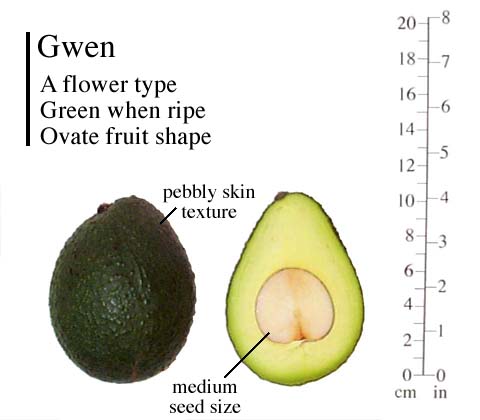 Gwen
A flower type
Green when ripe
Ovate fruit shape
pebbly skin
texture
medium
seed size
20 8
18 7
16 6
14 5
12
10 4
8 3
6 2
4 1
2
0 0
cm in